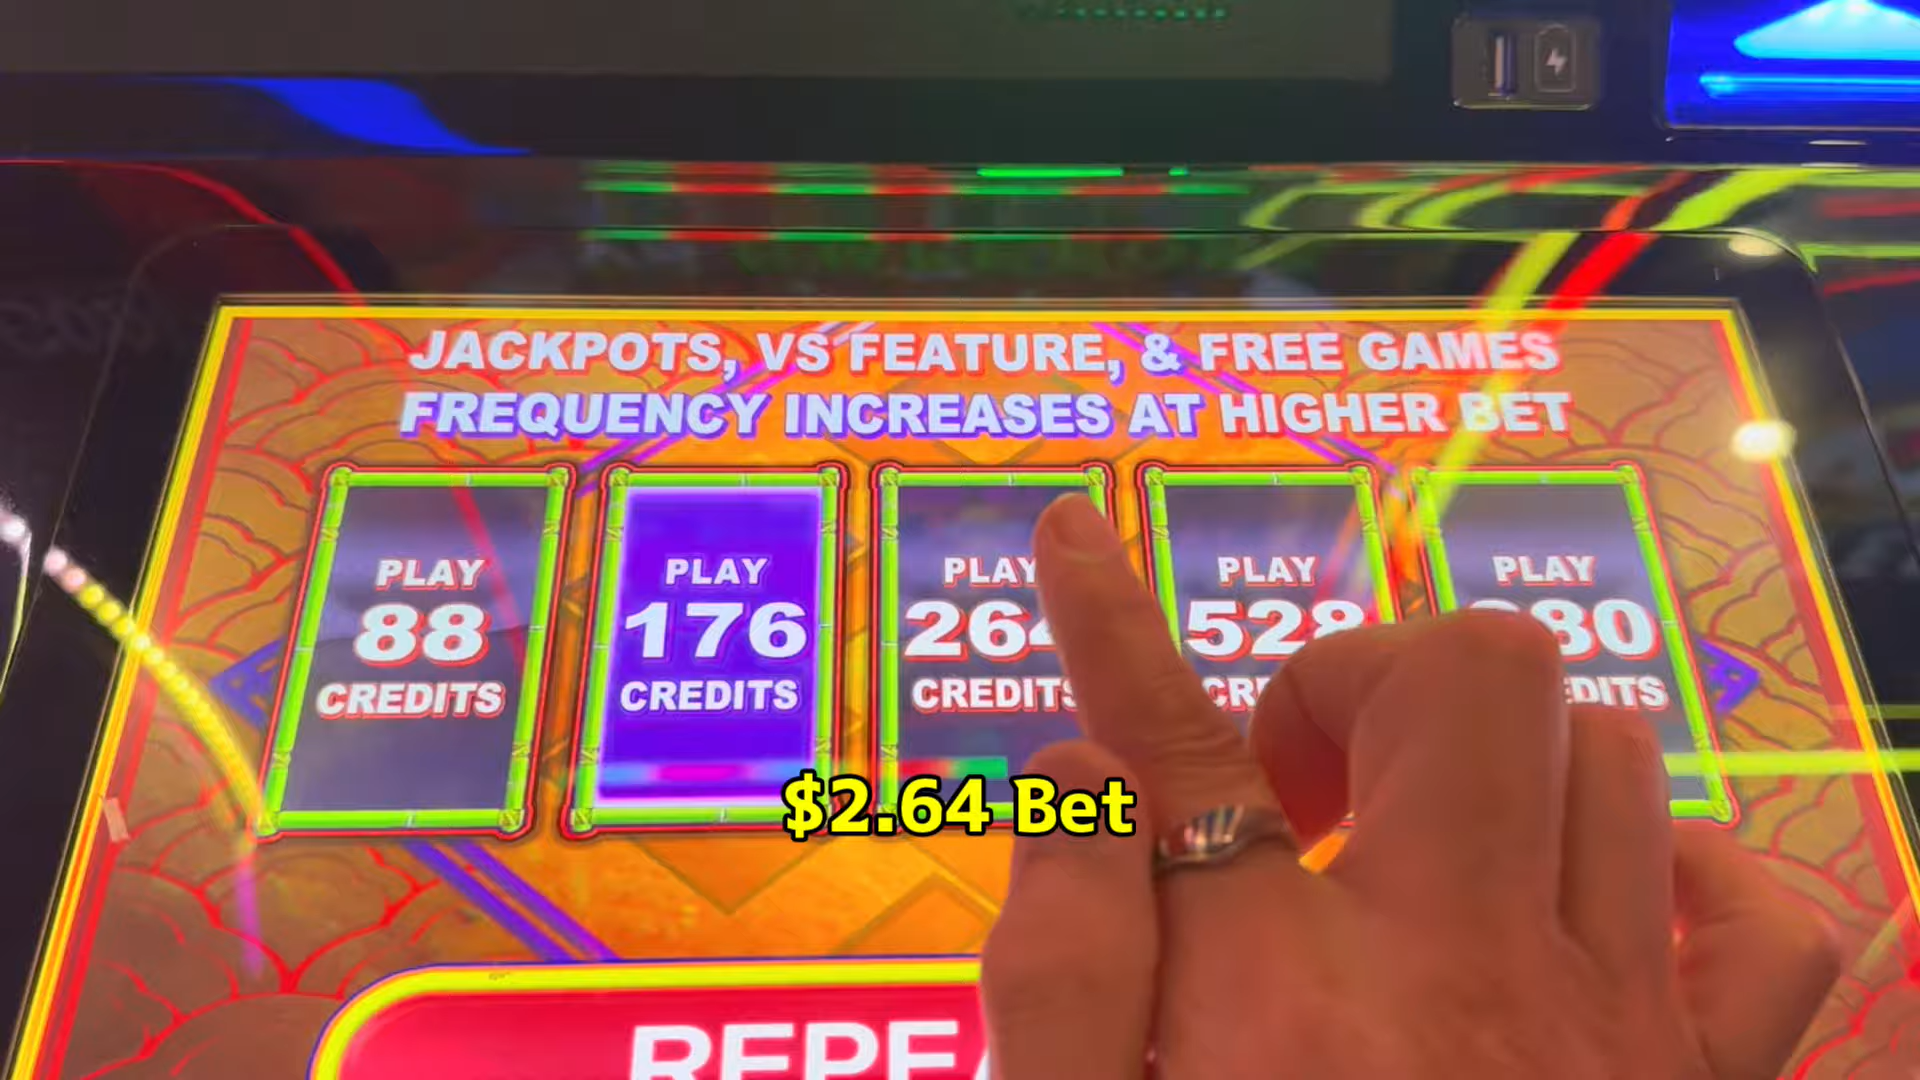 JACKPOTS, VS FEATURE, & FREE GAMES
FREQUENCY INCREASES AT HIGHER BET
PLAY
88
CREDITS
PLAY
176
CREDITS
PLAY
264
CREDITS
PLAY
528
PLAY
$2.64 Bet